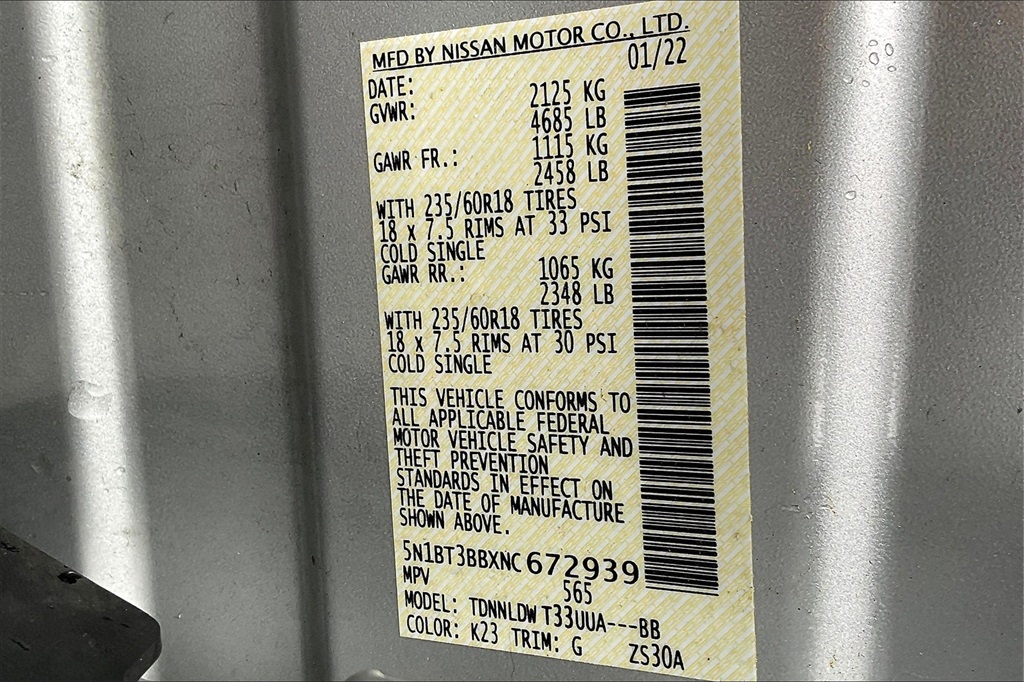 MFD BY NISSAN MOTOR CO., LTD.
DATE: 01/22
GVWR: 2125 KG
4685 LB
GAWR FR.: 1115 KG
2458 LB
WITH 235/60R18 TIRES
18 x 7.5 RIMS AT 33 PSI
COLD SINGLE
GAWR RR.: 1065 KG
2348 LB
WITH 235/60R18 TIRES
18 x 7.5 RIMS AT 30 PSI
COLD SINGLE
THIS VEHICLE CONFORMS TO
ALL APPLICABLE FEDERAL
MOTOR VEHICLE SAFETY AND
THEFT PREVENTION
STANDARDS IN EFFECT ON
THE DATE OF MANUFACTURE
SHOWN ABOVE.
5N1BT3BBXNC672939
MPV 565
MODEL: TDNNLDW T33UUA---BB
COLOR: K23 TRIM: G ZS30A